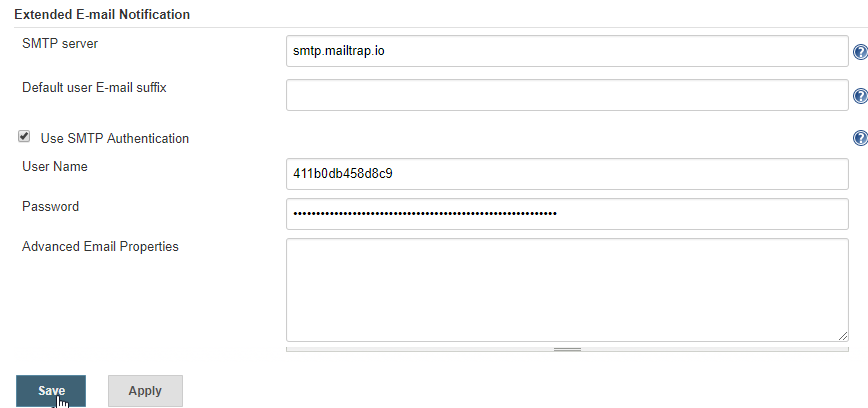 Extended E-mail Notification
SMTP server
smtp.mailtrap.io
?
Default user E-mail suffix
?
Use SMTP Authentication
?
User Name
411b0db458d8c9
Password
••••••••••••••••••••••••••••••••••••••••••••••••••••••••••
Advanced Email Properties
Save
Apply